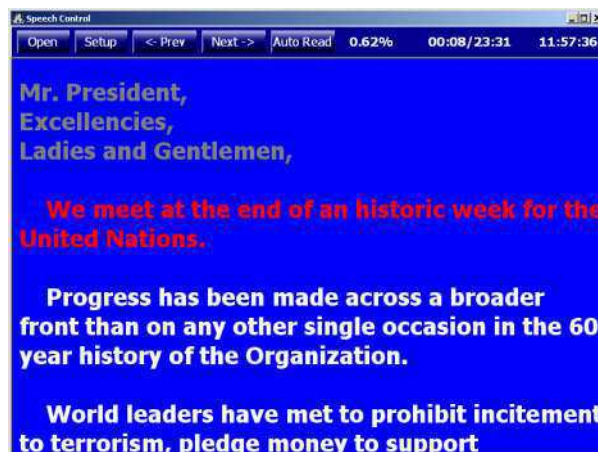 Speech Control
Open Setup <- Prev Next -> Auto Read 0.62% 00:08/23:31 11:57:36
Mr. President,
Excellencies,
Ladies and Gentlemen,
We meet at the end of an historic week for the
United Nations.
Progress has been made across a broader
front than on any other single occasion in the 60
year history of the Organization.
World leaders have met to prohibit incitement
to terrorism, pledge money to support